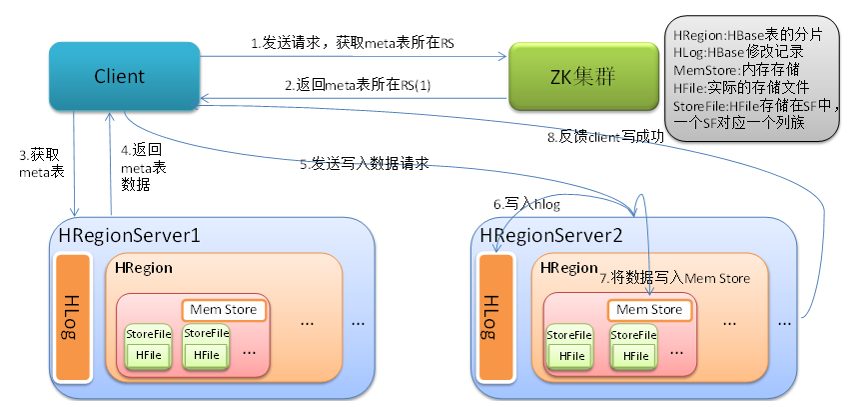 1.发送请求，获取meta表所在RS
Client
ZK集群
2.返回meta表所在RS(1)
HRegion:HBase表的分片
HLog:HBase修改记录
MemStore:内存存储
HFile:实际的存储文件
StoreFile:HFile存储在SF中，
一个SF对应一个列族
8.反馈client写成功
3.获取
meta表
4.返回
meta表
数据
5.发送写入数据请求
6.写入hlog
HRegionServer1
HRegion
HLog
Mem Store
StoreFile
HFile
StoreFile
HFile
...
...
...
HRegionServer2
HRegion
7.将数据写入Mem Store
HLog
Mem Store
StoreFile
HFile
StoreFile
HFile
...
...
...